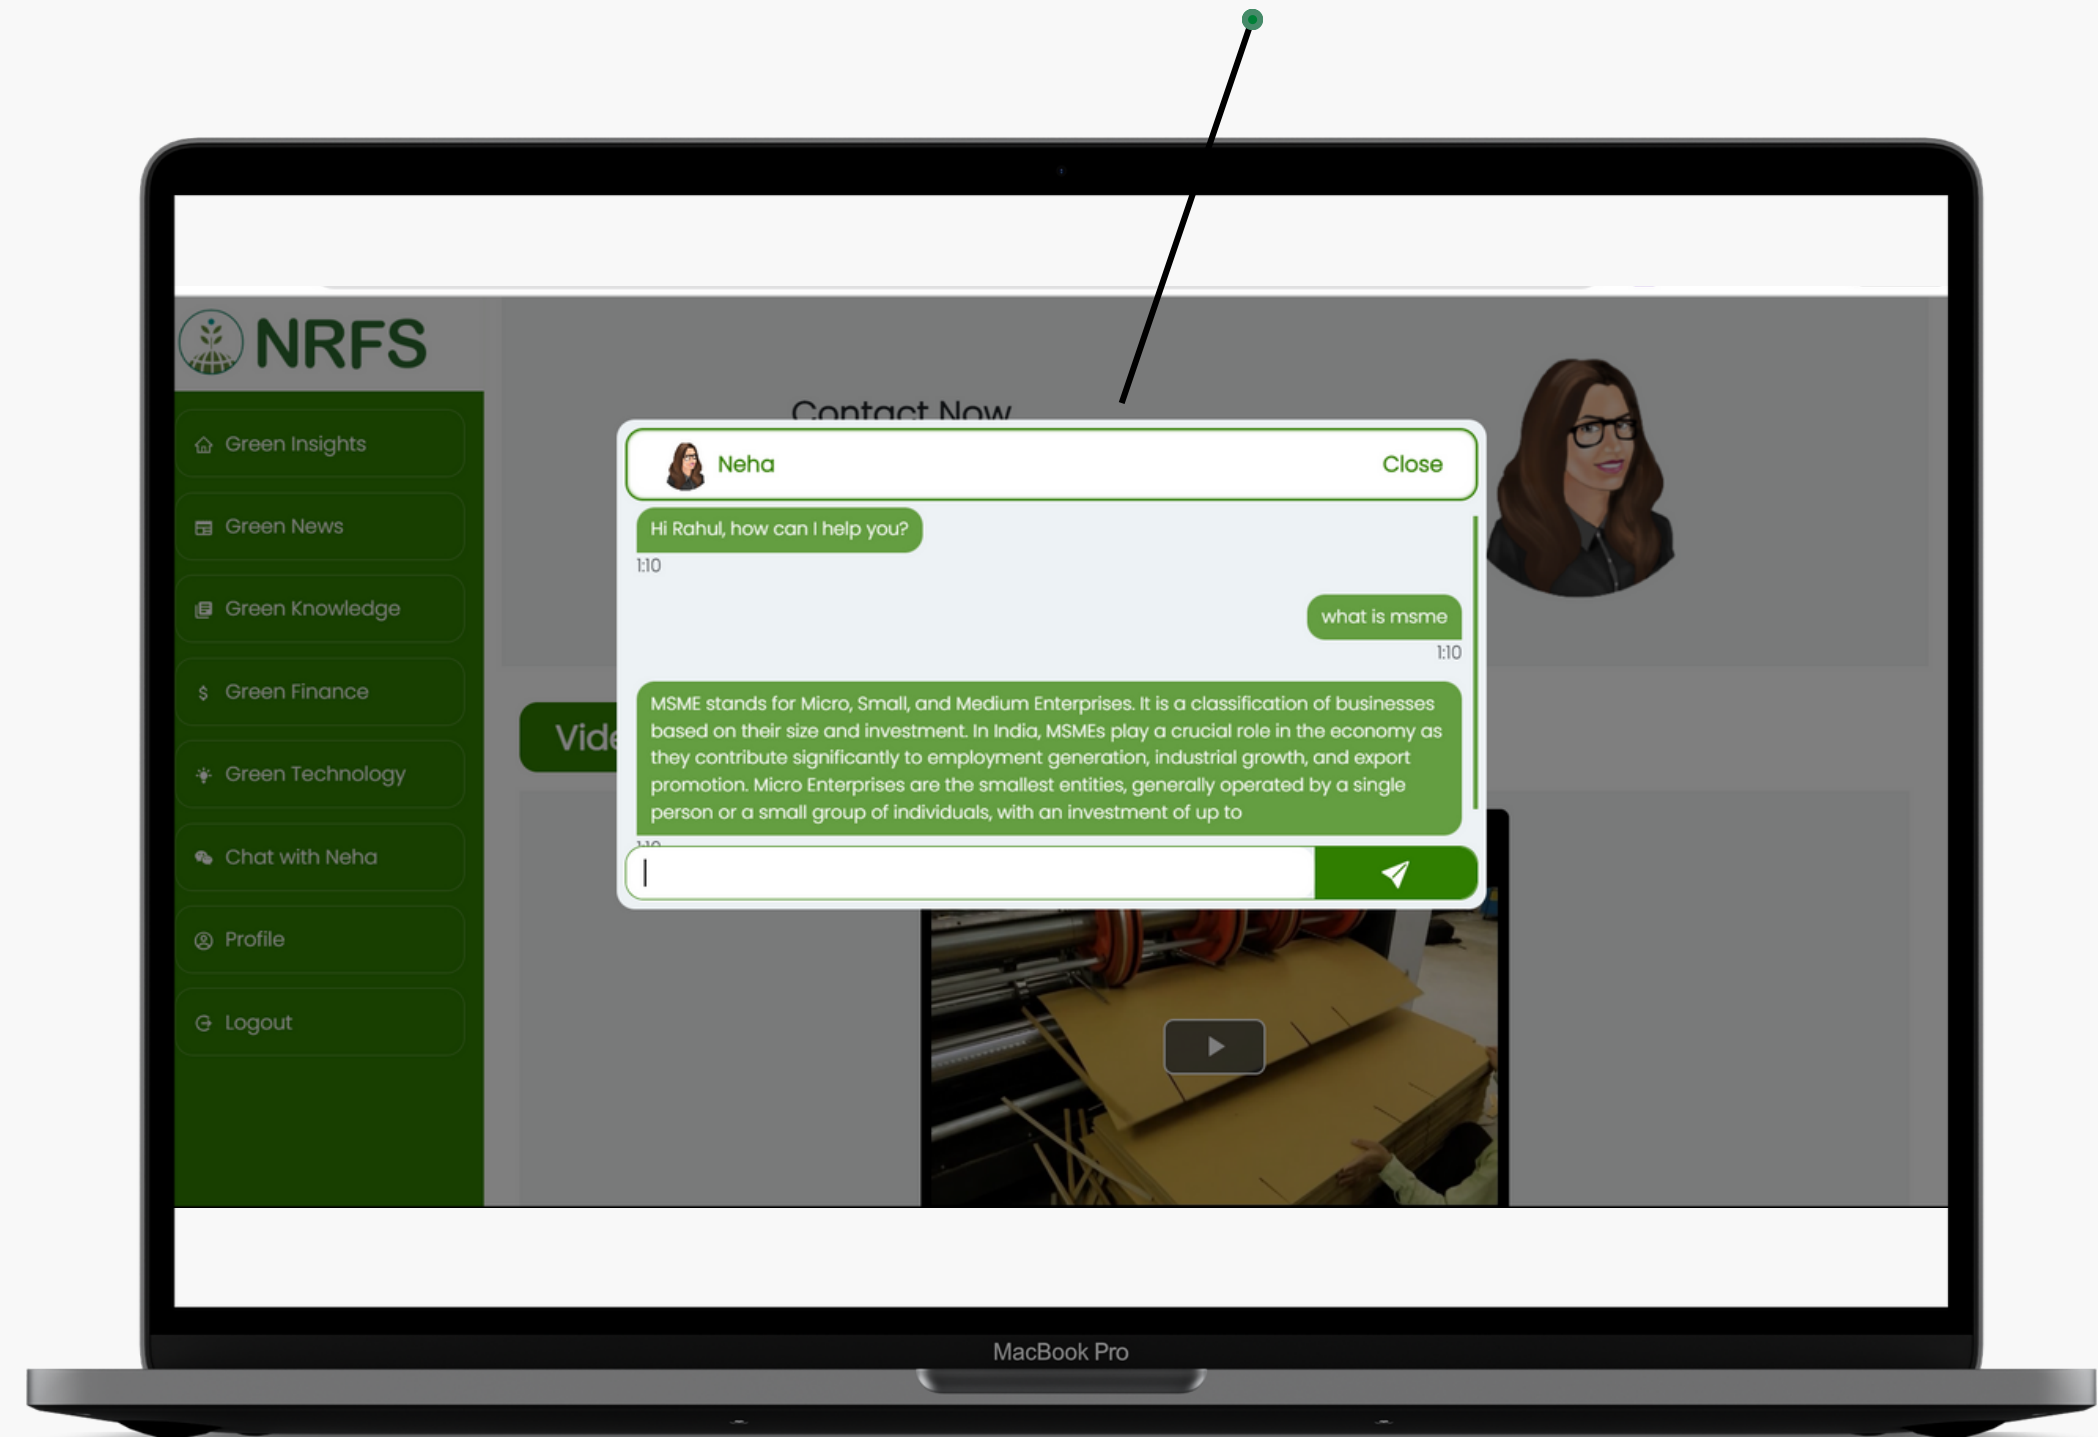 NRFS
Green Insights
Green News
Green Knowledge
Green Finance
Green Technology
Chat with Neha
Profile
Logout
Contact Now
Neha
Close
Hi Rahul, how can I help you?
1:10
what is msme
1:10
MSME stands for Micro, Small, and Medium Enterprises. It is a classification of businesses
based on their size and investment. In India, MSMEs play a crucial role in the economy as
they contribute significantly to employment generation, industrial growth, and export
promotion. Micro Enterprises are the smallest entities, generally operated by a single
person or a small group of individuals, with an investment of up to
1:10
MacBook Pro